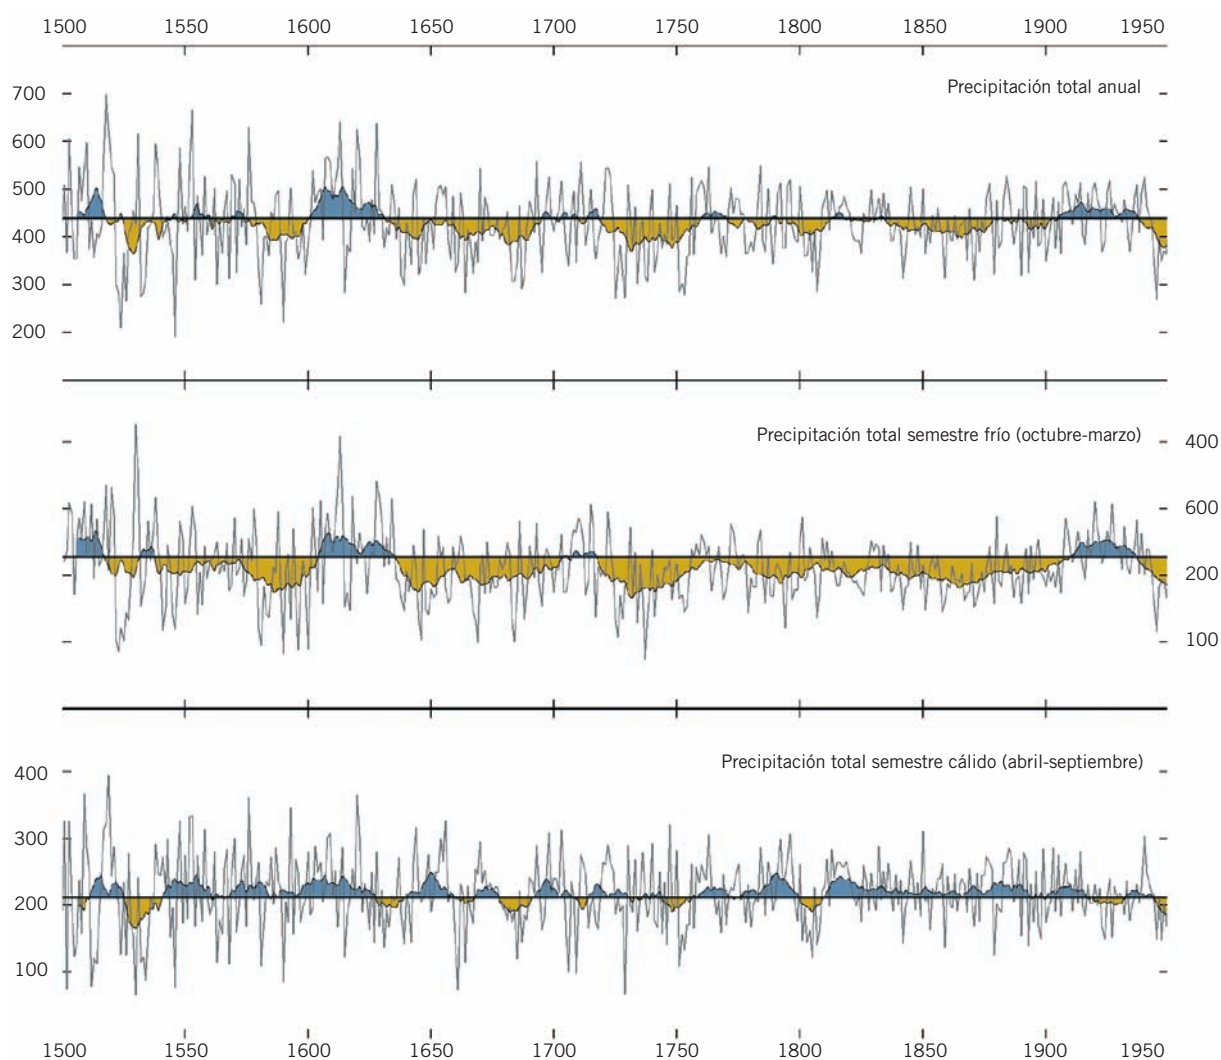 1500 1550 1600 1650 1700 1750 1800 1850 1900 1950
Precipitación total anual
700
600
500
400
300
200
Precipitación total semestre frío (octubre-marzo)
400
600
200
100
Precipitación total semestre cálido (abril-septiembre)
400
300
200
100
1500 1550 1600 1650 1700 1750 1800 1850 1900 1950